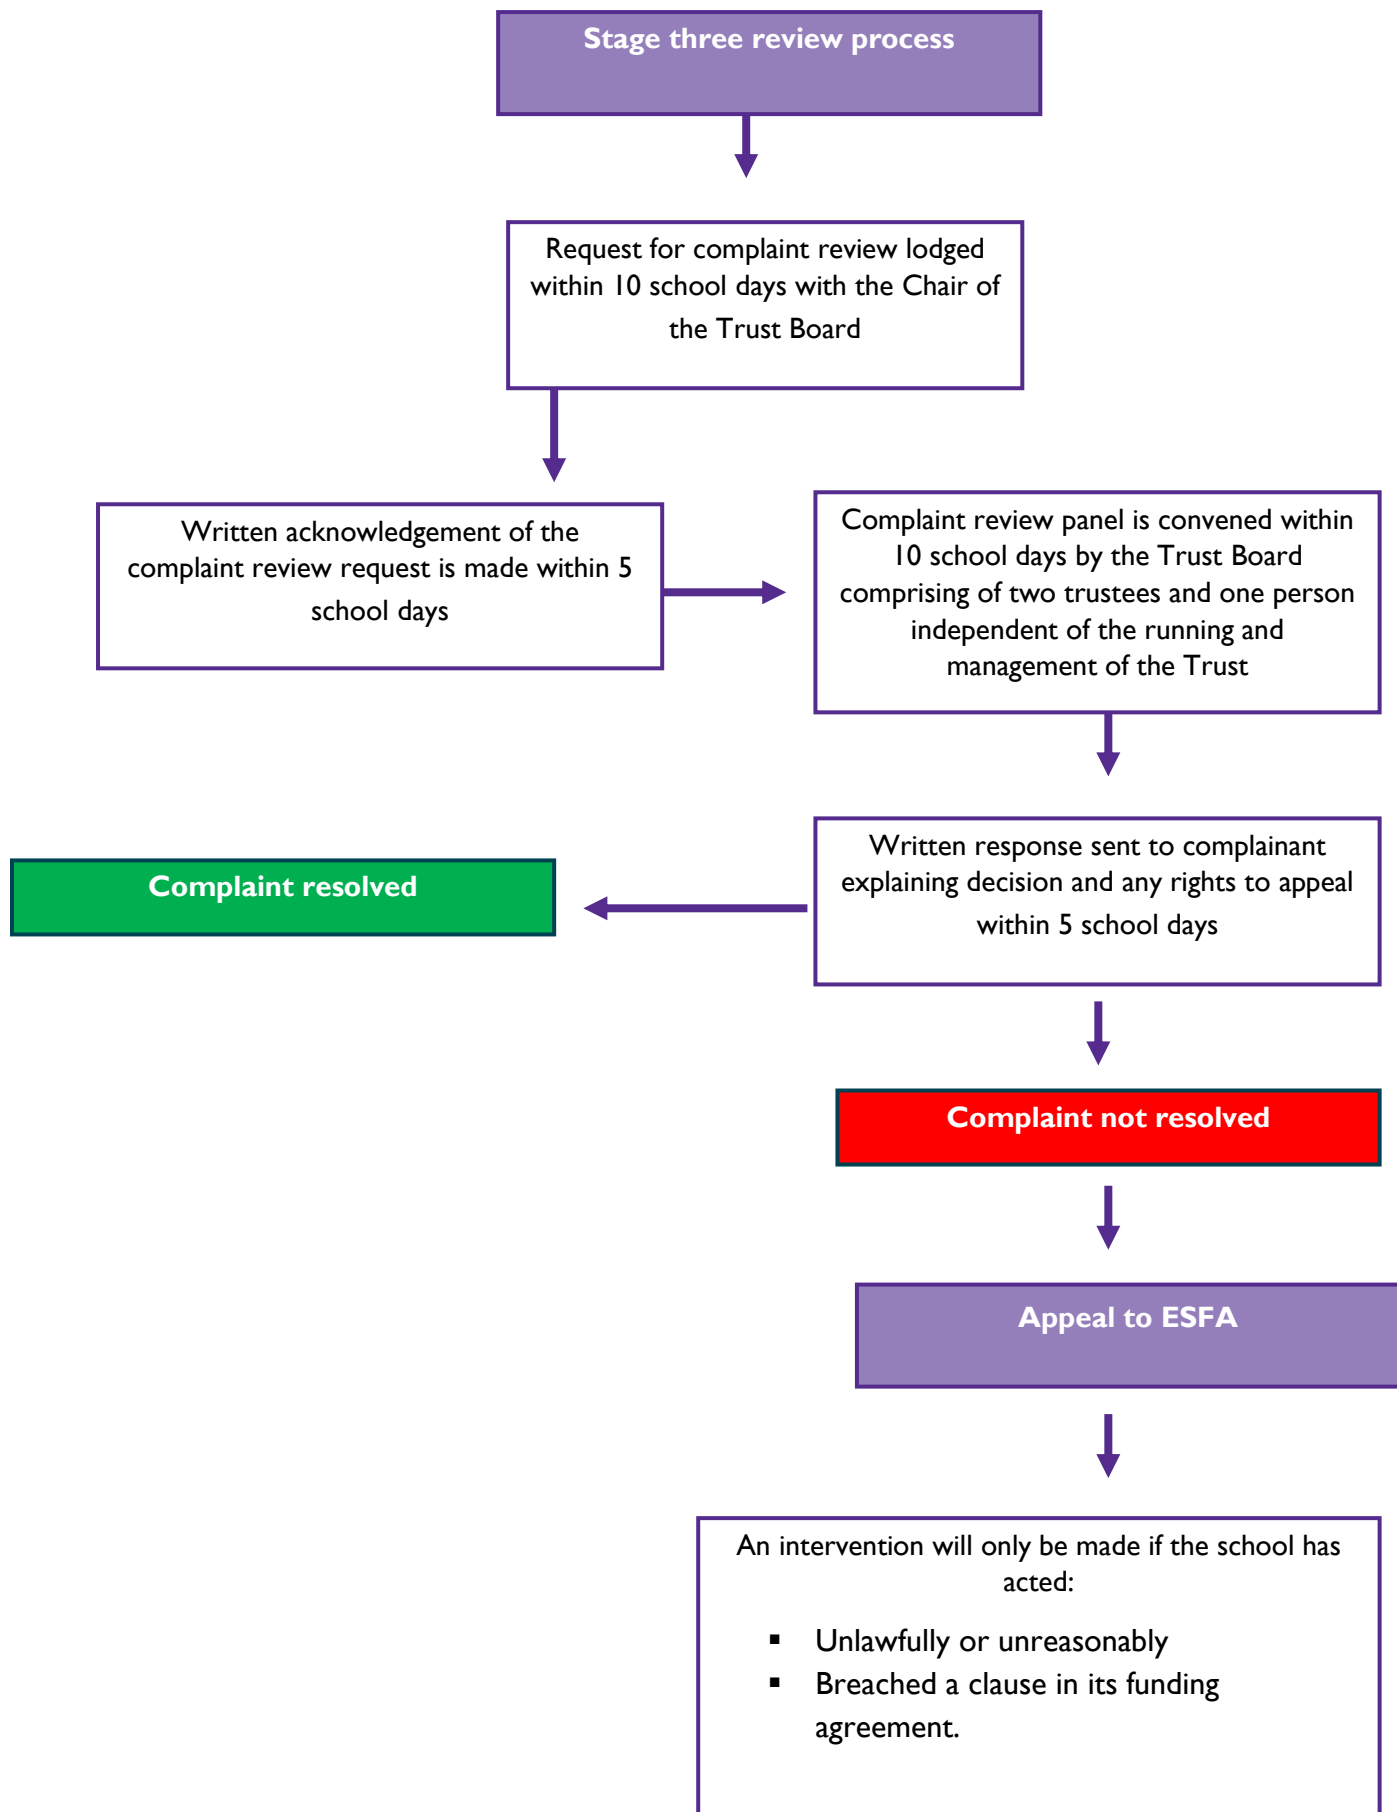 Stage three review process
Request for complaint review lodged
within 10 school days with the Chair of
the Trust Board
Written acknowledgement of the
complaint review request is made within 5
school days
Complaint review panel is convened within
10 school days by the Trust Board
comprising of two trustees and one person
independent of the running and
management of the Trust
Written response sent to complainant
explaining decision and any rights to appeal
within 5 school days
Complaint resolved
Complaint not resolved
Appeal to ESFA
An intervention will only be made if the school has
acted:
▪ Unlawfully or unreasonably
▪ Breached a clause in its funding
agreement.